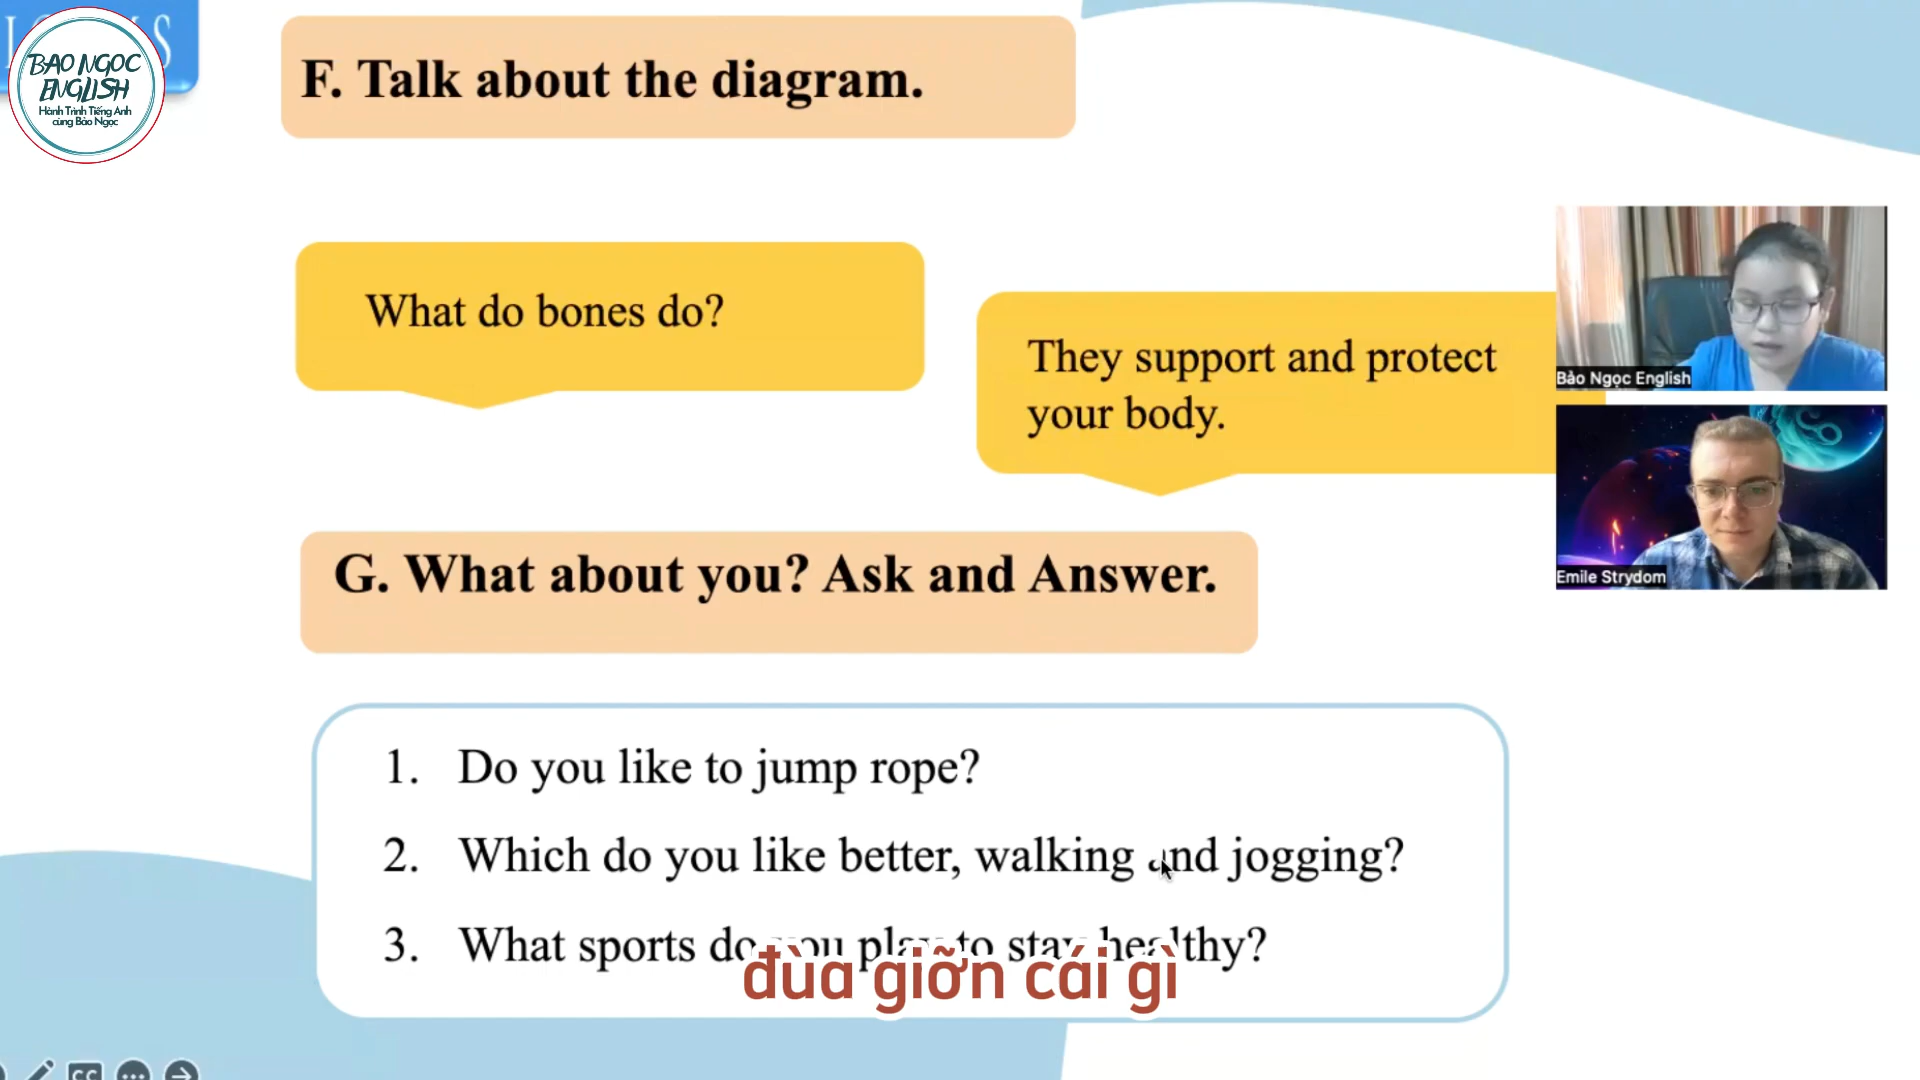 BAO NGOC
ENGLISH
Hành Trình Tiếng Anh
cùng Bảo Ngọc
F. Talk about the diagram.
What do bones do?
They support and protect
your body.
Bảo Ngọc English
Emile Strydom
G. What about you? Ask and Answer.
1. Do you like to jump rope?
2. Which do you like better, walking and jogging?
3. What sports do you play to stay healthy?
đùa giỡn cái gì
CC